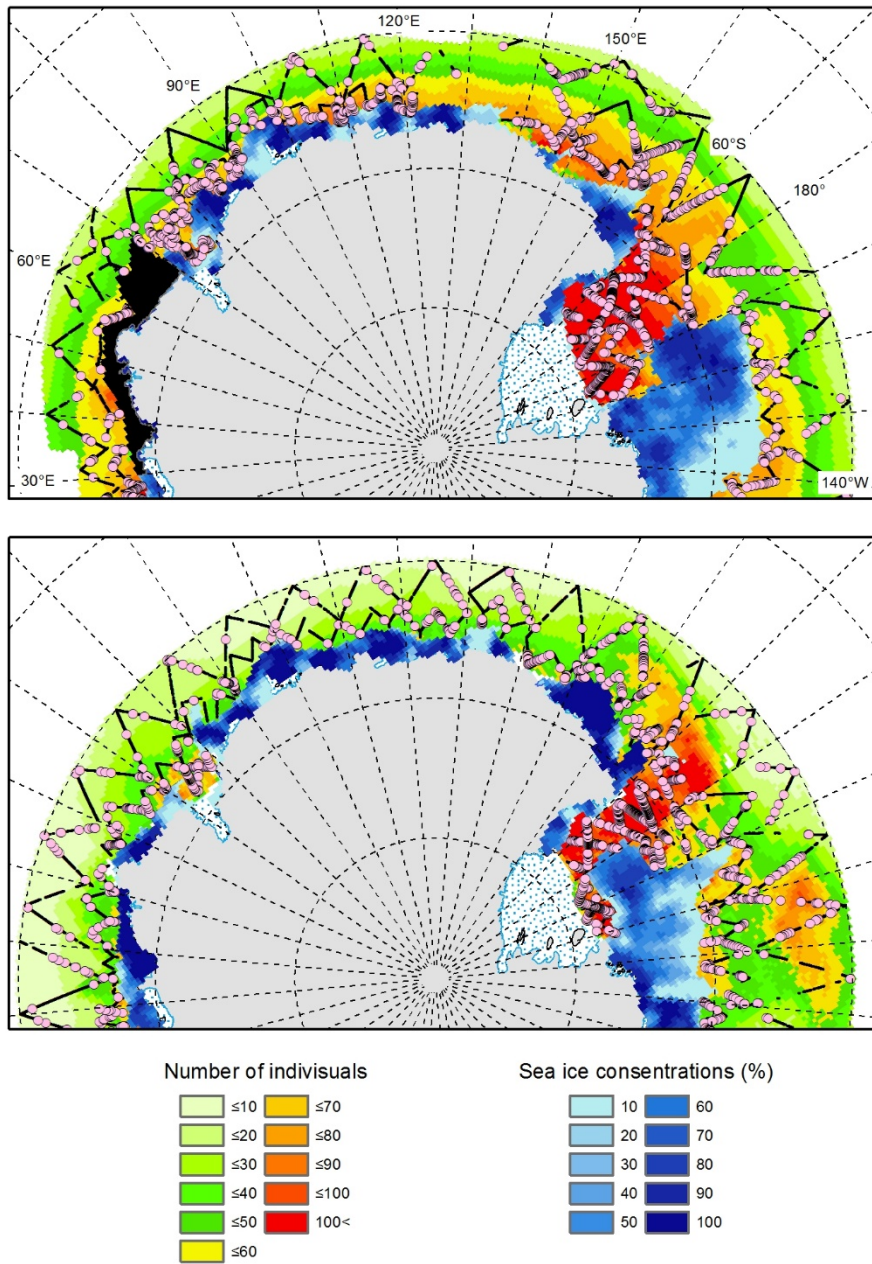 120°E
150°E
90°E
60°S
180°
60°E
30°E
140°W
Number of indivisuals
Sea ice consentrations (%)
≤10 ≤70 10 60
≤20 ≤80 20 70
≤30 ≤90 30 80
≤40 ≤100 40 90
≤50 100< 50 100
≤60